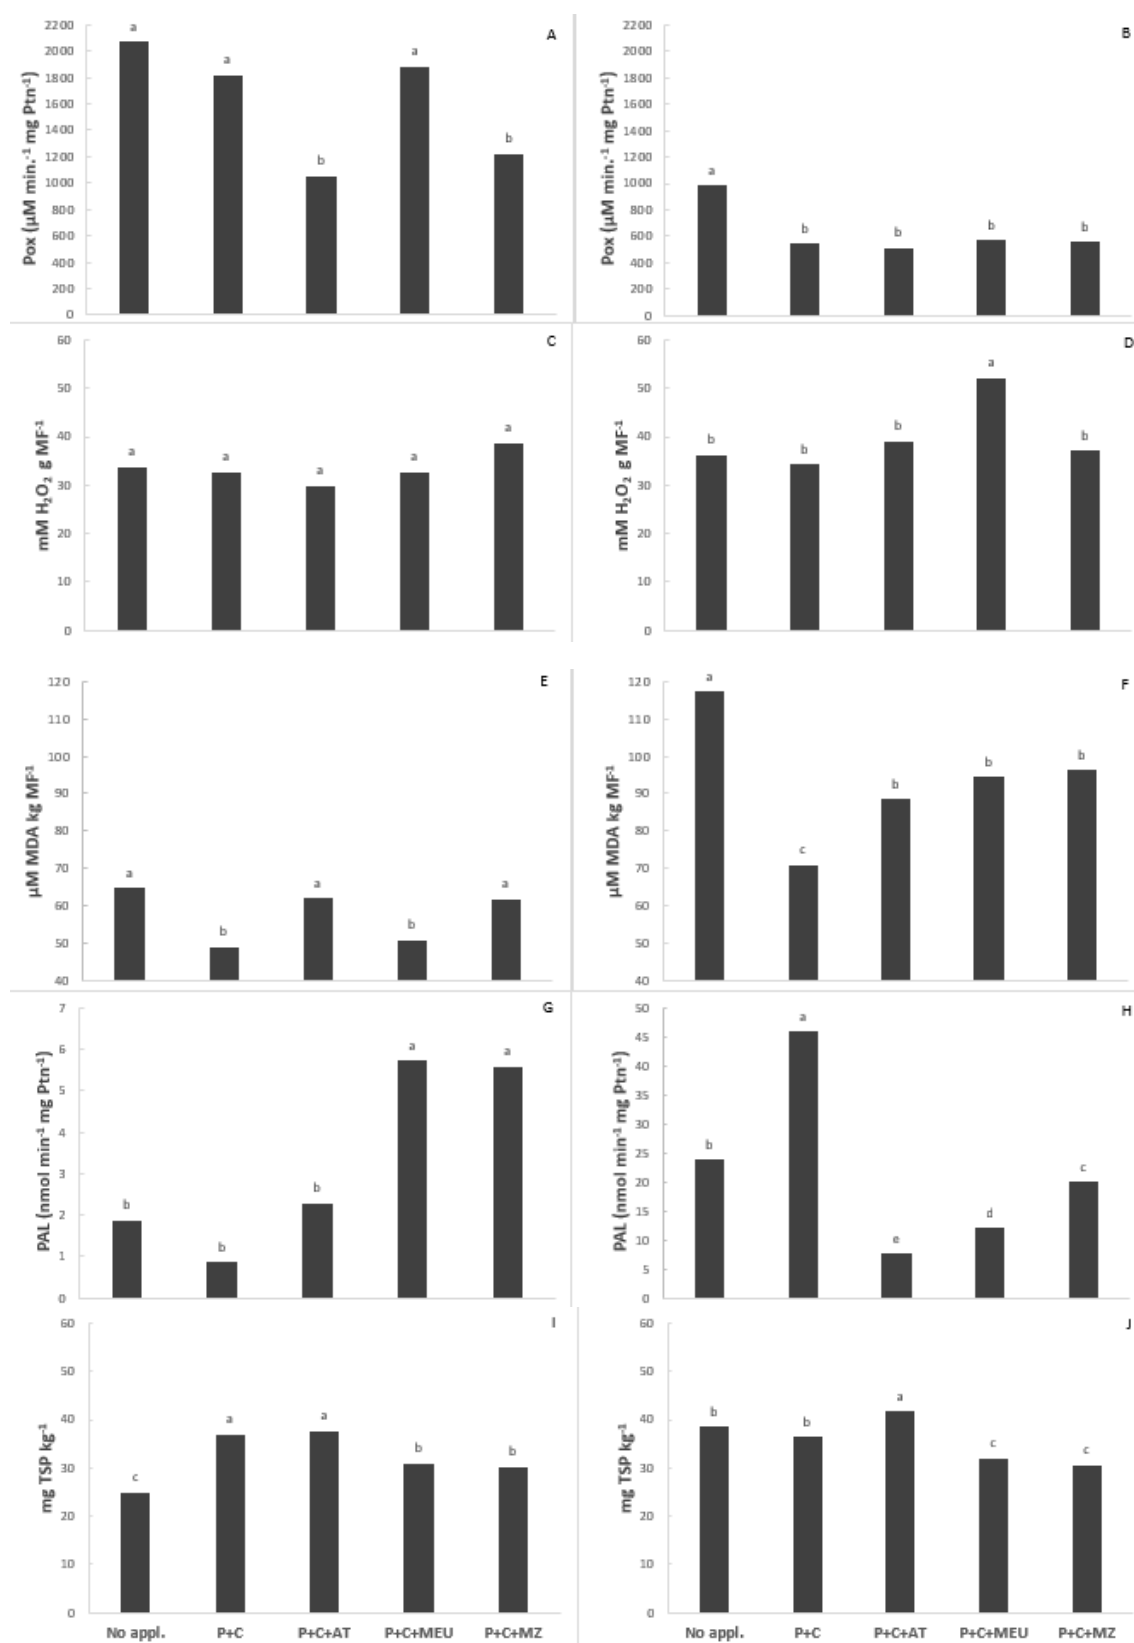 A
Pox (µM min.⁻¹ mg Ptn⁻¹)
2200
2000
1800
1600
1400
1200
1000
800
600
400
200
0
a
a
b
a
b
B
Pox (µM min.⁻¹ mg Ptn⁻¹)
2200
2000
1800
1600
1400
1200
1000
800
600
400
200
0
a
b
b
b
b
C
mM H₂O₂ g MF⁻¹
60
50
40
30
20
10
0
a
a
a
a
a
D
mM H₂O₂ g MF⁻¹
60
50
40
30
20
10
0
b
b
b
a
b
E
µM MDA kg MF⁻¹
120
110
100
90
80
70
60
50
40
a
b
a
b
a
F
µM MDA kg MF⁻¹
120
110
100
90
80
70
60
50
40
a
c
b
b
b
G
PAL (nmol min⁻¹ mg Ptn⁻¹)
7
6
5
4
3
2
1
0
b
b
b
a
a
H
PAL (nmol min⁻¹ mg Ptn⁻¹)
50
45
40
35
30
25
20
15
10
5
0
b
a
e
d
c
I
mg TSP kg⁻¹
60
50
40
30
20
10
0
c
a
a
b
b
No appl. P+C P+C+AT P+C+MEU P+C+MZ
J
mg TSP kg⁻¹
60
50
40
30
20
10
0
b
b
a
c
c
No appl. P+C P+C+AT P+C+MEU P+C+MZ